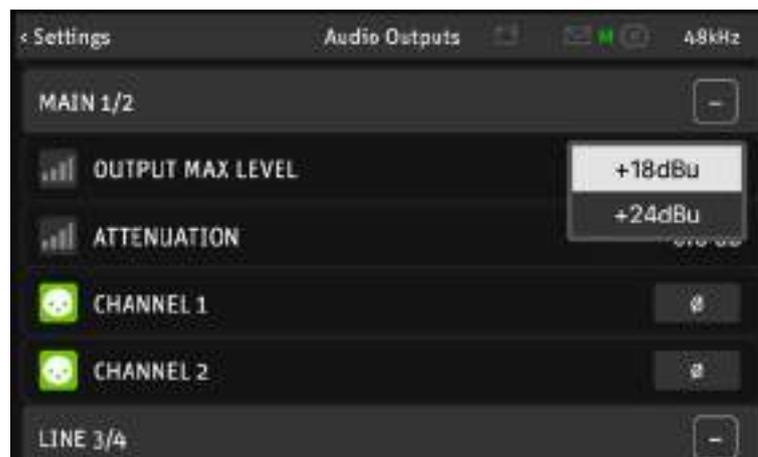 ‹ Settings Audio Outputs M 48kHz
MAIN 1/2 -
OUTPUT MAX LEVEL +18dBu
+24dBu
ATTENUATION
CHANNEL 1 Ø
CHANNEL 2 Ø
LINE 3/4 -